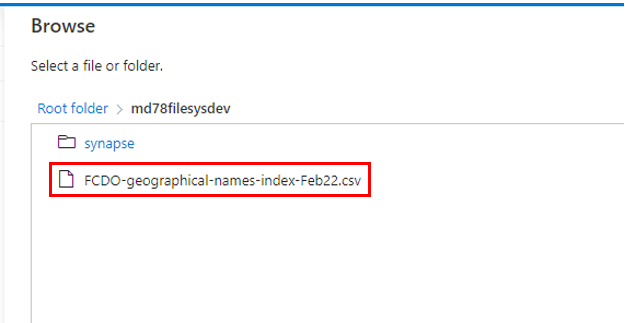 Browse
Select a file or folder.
Root folder > md78filesysdev
synapse
FCDO-geographical-names-index-Feb22.csv